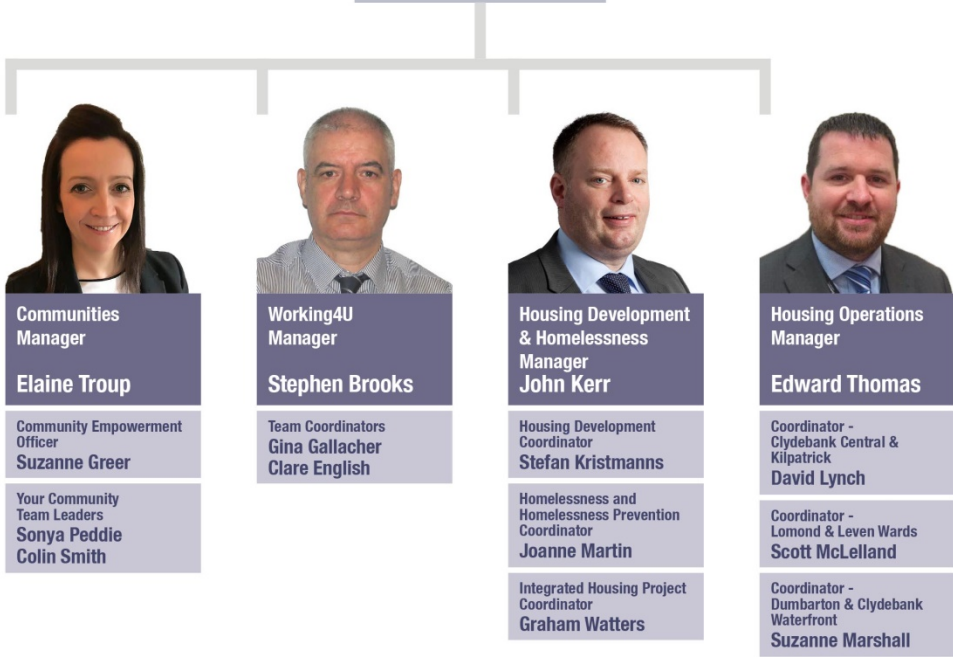 Communities
Manager
Elaine Troup
Community Empowerment
Officer
Suzanne Greer
Your Community
Team Leaders
Sonya Peddie
Colin Smith
Working4U
Manager
Stephen Brooks
Team Coordinators
Gina Gallacher
Clare English
Housing Development
& Homelessness
Manager
John Kerr
Housing Development
Coordinator
Stefan Kristmanns
Homelessness and
Homelessness Prevention
Coordinator
Joanne Martin
Integrated Housing Project
Coordinator
Graham Watters
Housing Operations
Manager
Edward Thomas
Coordinator -
Clydebank Central &
Kilpatrick
David Lynch
Coordinator -
Lomond & Leven Wards
Scott McLelland
Coordinator -
Dumbarton & Clydebank
Waterfront
Suzanne Marshall